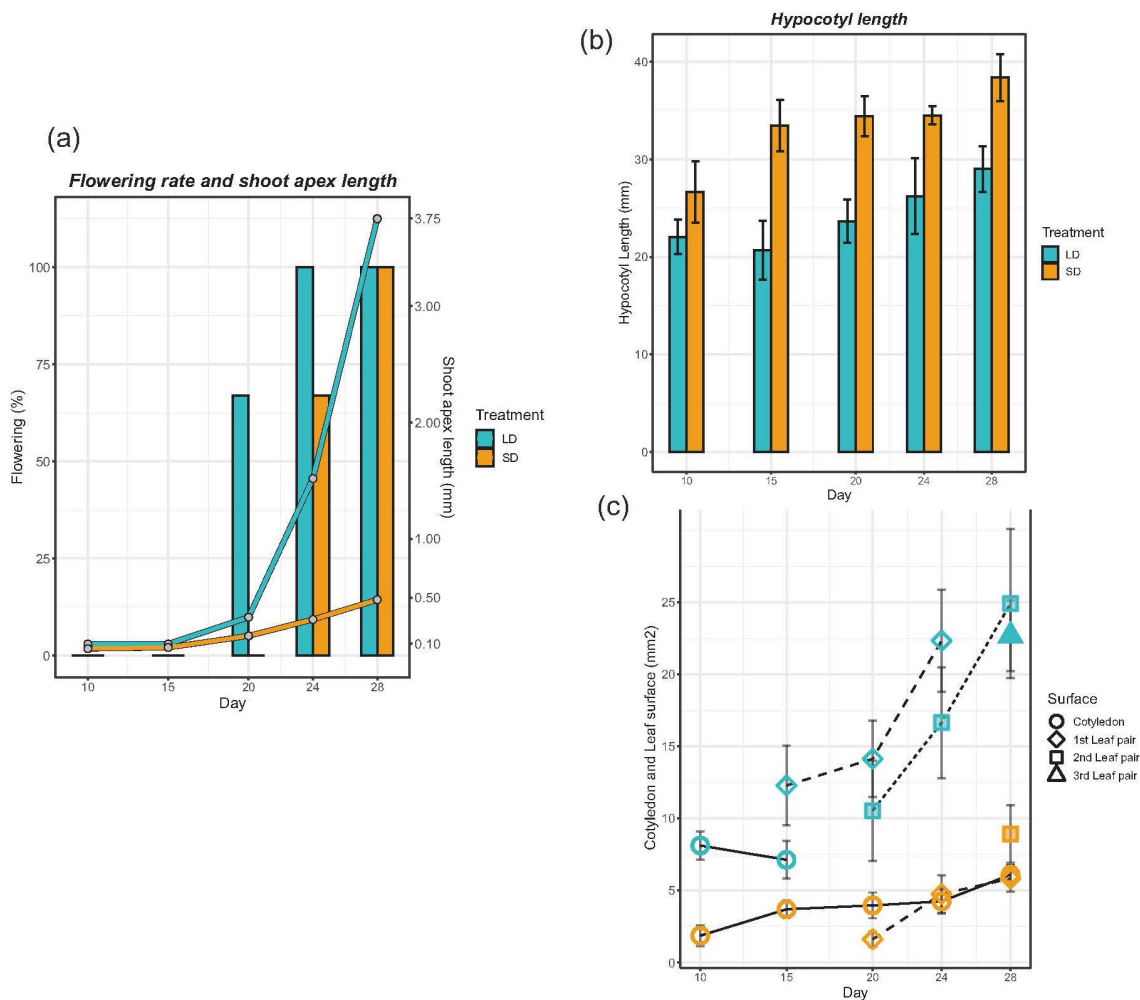 (a)
Flowering rate and shoot apex length
Flowering (%)
100
75
50
25
0
3.75
3.00
2.00
1.00
0.50
0.10
Shoot apex length (mm)
10
15
20
24
28
Day
Treatment
LD
SD
(b)
Hypocotyl length
Hypocotyl Length (mm)
40
30
20
10
0
10
15
20
24
28
Day
Treatment
LD
SD
(c)
Cotyledon and Leaf surface (mm2)
25
20
15
10
5
0
10
15
20
24
28
Day
Surface
Cotyledon
1st Leaf pair
2nd Leaf pair
3rd Leaf pair